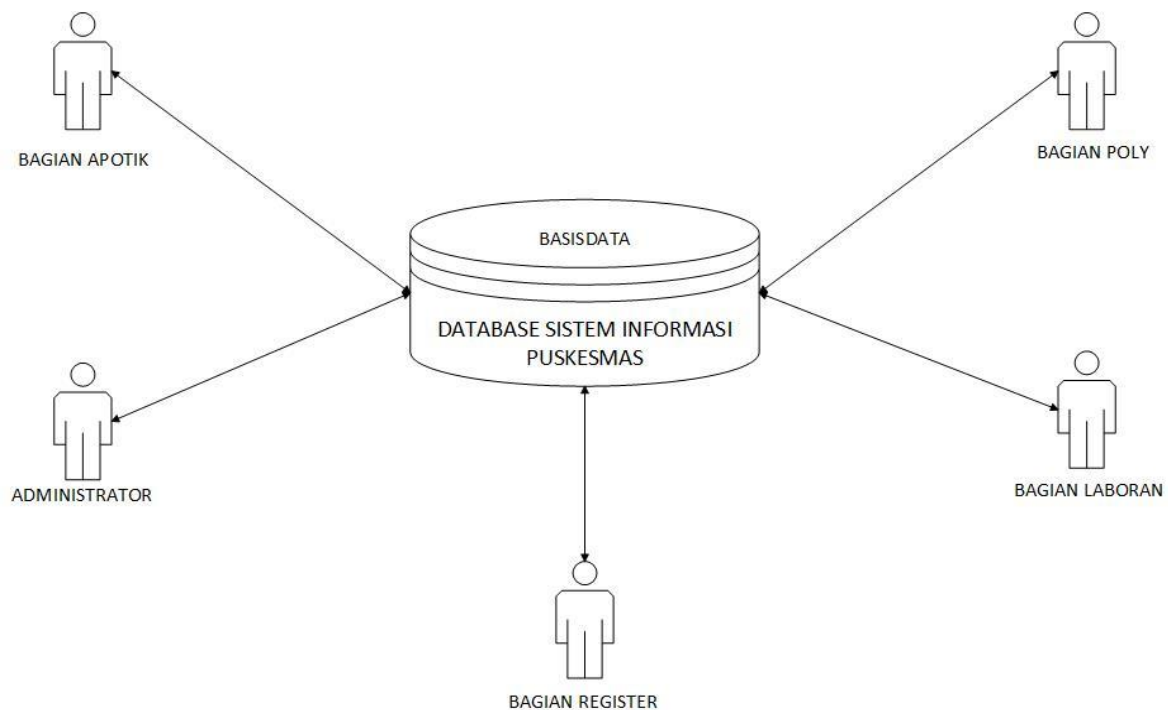 BAGIAN APOTIK
BAGIAN POLY
BASISDATA
DATABASE SISTEM INFORMASI
PUSKESMAS
ADMINISTRATOR
BAGIAN LABORAN
BAGIAN REGISTER